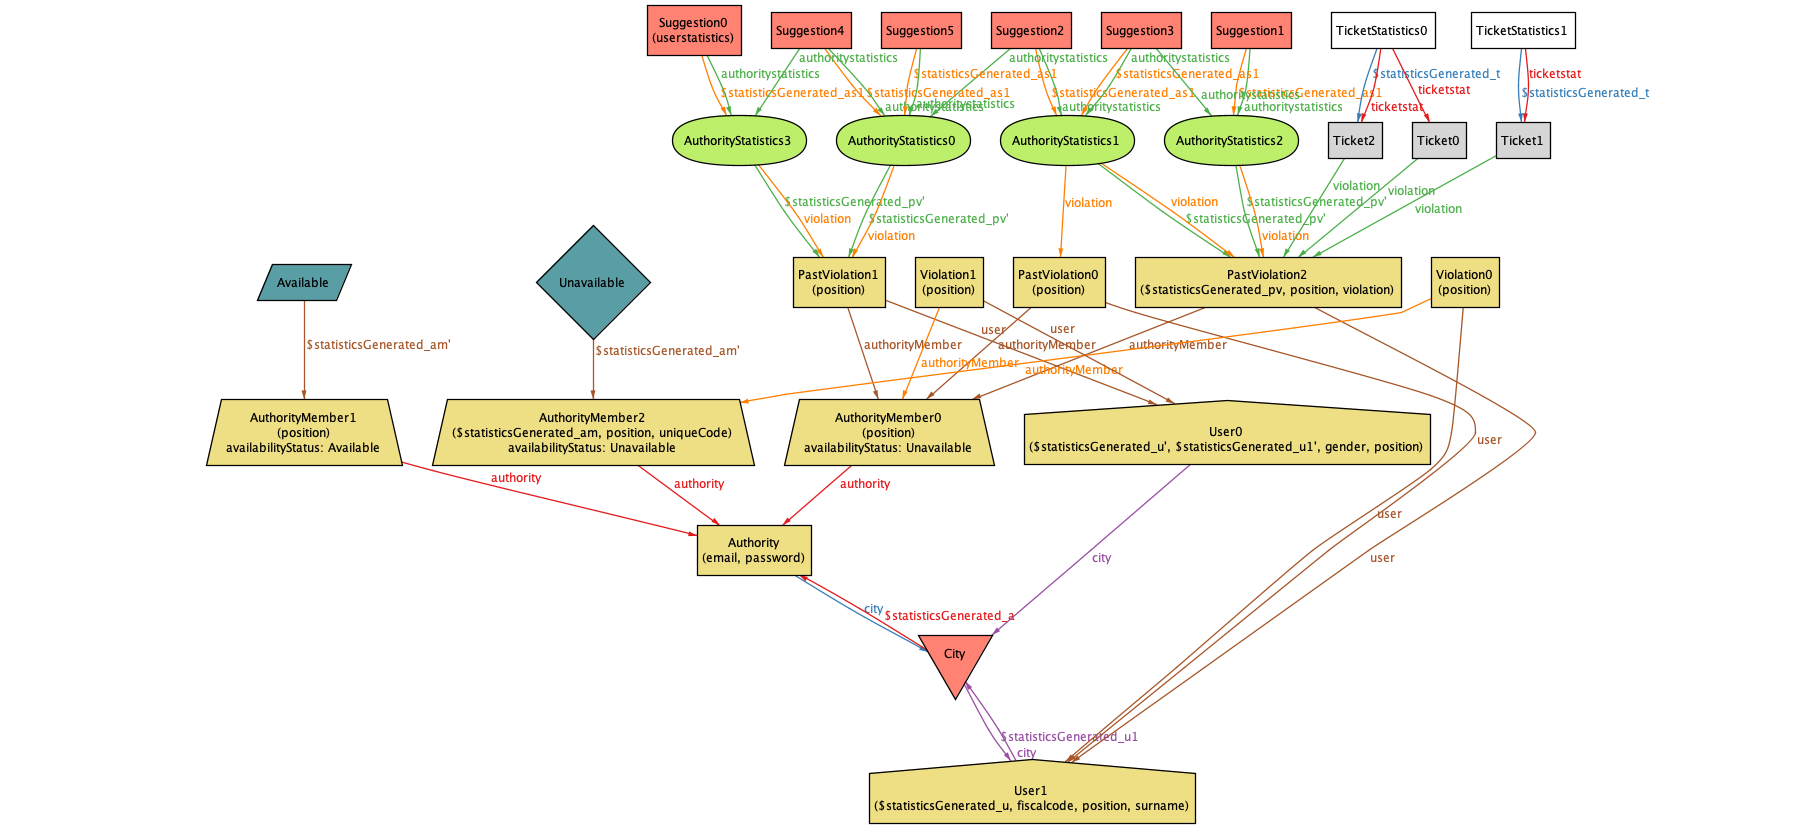 Suggestion0
(userstatistics)
Suggestion4
Suggestion5
Suggestion2
Suggestion3
Suggestion1
TicketStatistics0
TicketStatistics1
authoritystatistics
authoritystatistics
authoritystatistics
authoritystatistics
$statisticsGenerated_as1
$statisticsGenerated_as1
$statisticsGenerated_t
ticketstat
$statisticsGenerated_as1
$statisticsGenerated_as1
$statisticsGenerated_as1
authoritystatistics
$statisticsGenerated_as1
ticketstat
$statisticsGenerated_t
authoritystatistics
authoritystatistics
authoritystatistics
authoritystatistics
ticketstat
AuthorityStatistics3
AuthorityStatistics0
AuthorityStatistics1
AuthorityStatistics2
Ticket2
Ticket0
Ticket1
$statisticsGenerated_pv'
violation
$statisticsGenerated_pv'
violation
violation
violation
$statisticsGenerated_pv'
$statisticsGenerated_pv'
violation
violation
violation
violation
Available
Unavailable
PastViolation1
(position)
Violation1
(position)
PastViolation0
(position)
PastViolation2
($statisticsGenerated_pv, position, violation)
Violation0
(position)
$statisticsGenerated_am'
$statisticsGenerated_am'
user
user
authorityMember
authorityMember
authorityMember
authorityMember
authorityMember
AuthorityMember1
(position)
availabilityStatus: Available
AuthorityMember2
($statisticsGenerated_am, position, uniqueCode)
availabilityStatus: Unavailable
AuthorityMember0
(position)
availabilityStatus: Unavailable
User0
($statisticsGenerated_u', $statisticsGenerated_u1', gender, position)
user
authority
authority
authority
user
Authority
(email, password)
city
user
city
$statisticsGenerated_a
City
$statisticsGenerated_u1
city
User1
($statisticsGenerated_u, fiscalcode, position, surname)